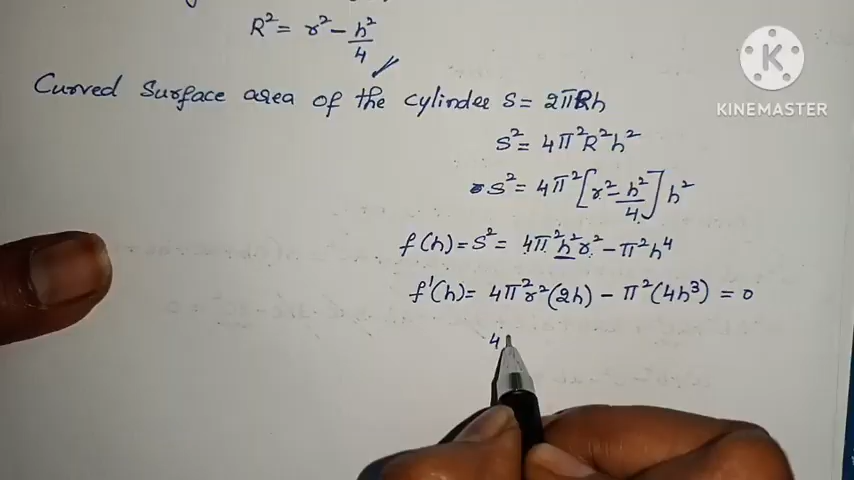 R² = r² - h²/4
Curved Surface area of the cylinder S = 2πRh
S² = 4π²R²h²
S² = 4π²[r² - h²/4]h²
f(h) = S² = 4π²h²r² - π²h⁴
f'(h) = 4π²r²(2h) - π²(4h³) = 0
4
K
KINEMASTER